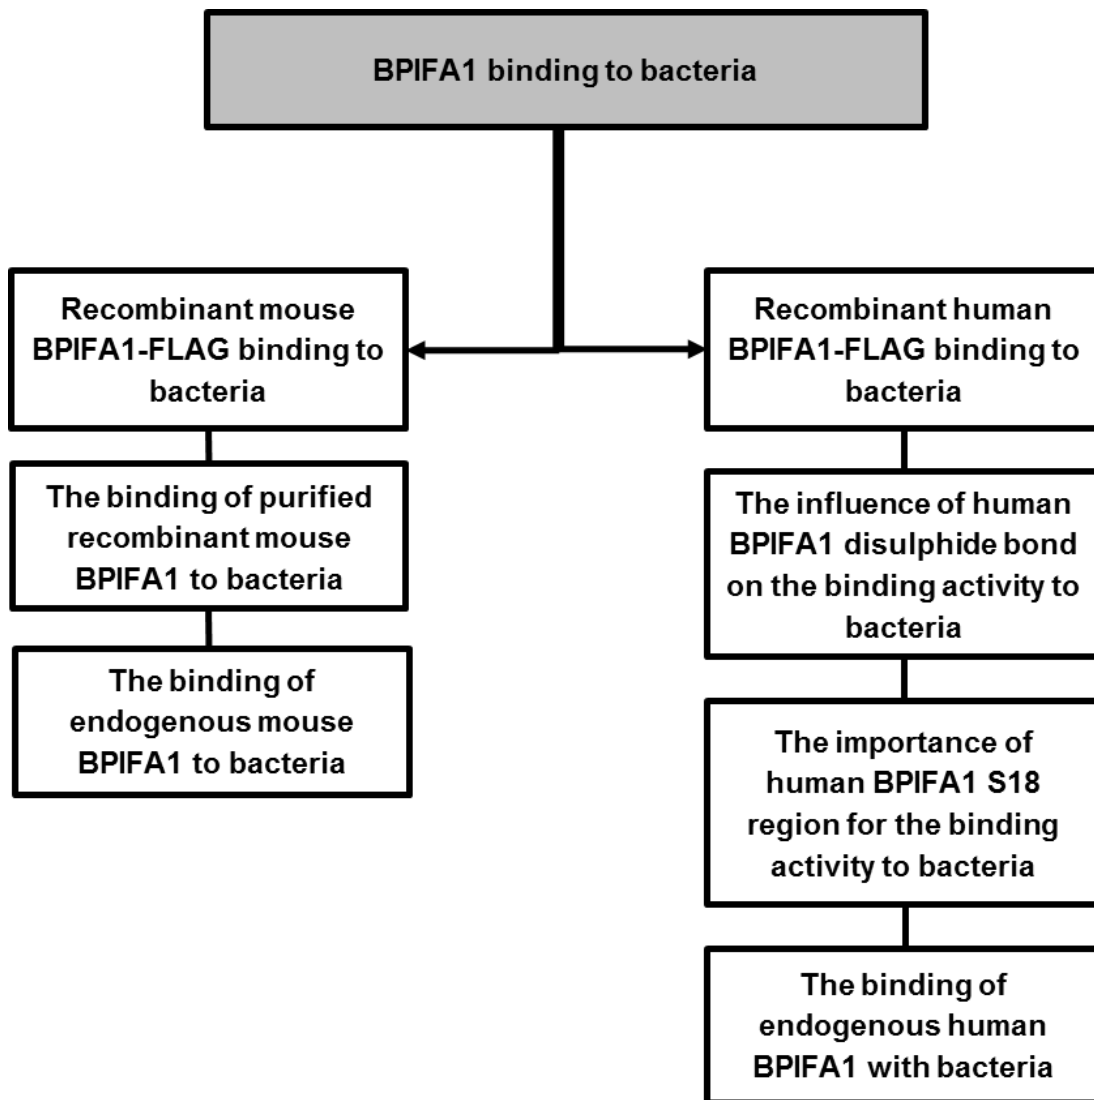 BPIFA1 binding to bacteria
Recombinant mouse
BPIFA1-FLAG binding to
bacteria
The binding of purified
recombinant mouse
BPIFA1 to bacteria
The binding of
endogenous mouse
BPIFA1 to bacteria
Recombinant human
BPIFA1-FLAG binding to
bacteria
The influence of human
BPIFA1 disulphide bond
on the binding activity to
bacteria
The importance of
human BPIFA1 S18
region for the binding
activity to bacteria
The binding of
endogenous human
BPIFA1 with bacteria